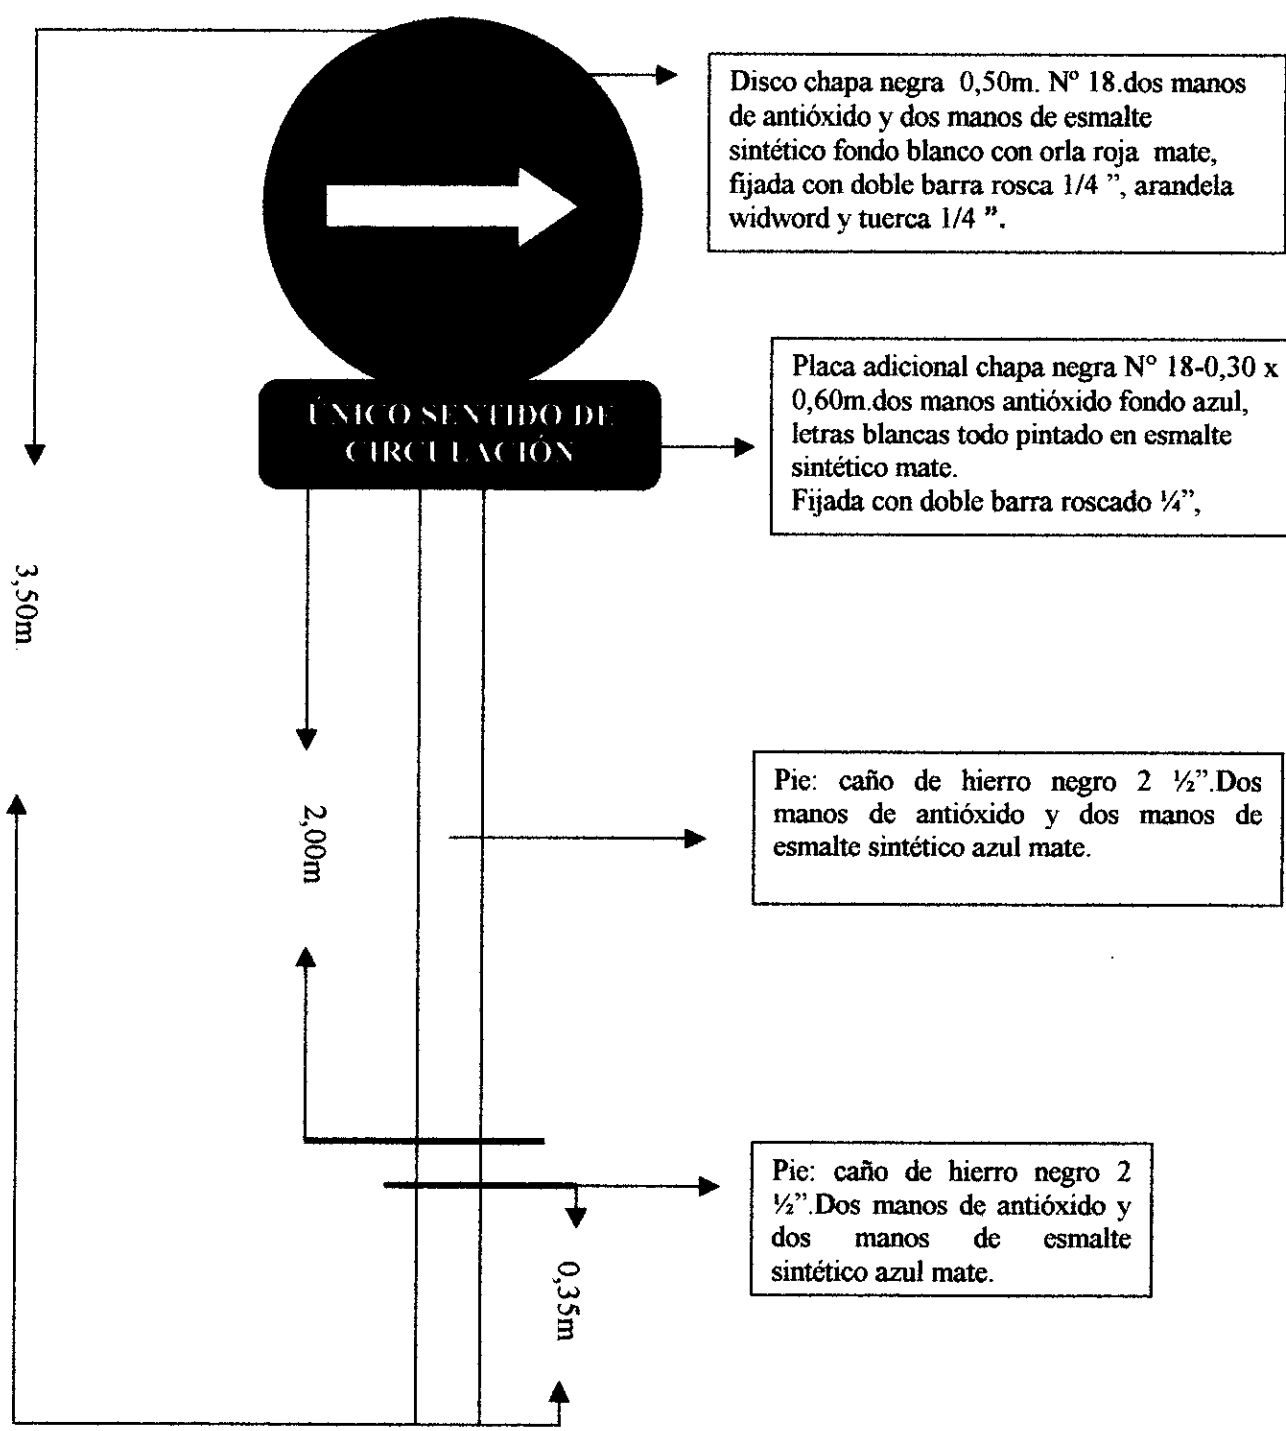 Disco chapa negra 0,50m. Nº 18.dos manos
de antióxido y dos manos de esmalte
sintético fondo blanco con orla roja mate,
fijada con doble barra rosca 1/4 ”, arandela
widword y tuerca 1/4 ”.
ÚNICO SENTIDO DE
CIRCULACIÓN
Placa adicional chapa negra N° 18-0,30 x
0,60m.dos manos antióxido fondo azul,
letras blancas todo pintado en esmalte
sintético mate.
Fijada con doble barra roscado ¼”,
3,50m
2,00m
Pie: caño de hierro negro 2 ½”.Dos
manos de antióxido y dos manos de
esmalte sintético azul mate.
Pie: caño de hierro negro 2
½”.Dos manos de antióxido y
dos manos de esmalte
sintético azul mate.
0,35m